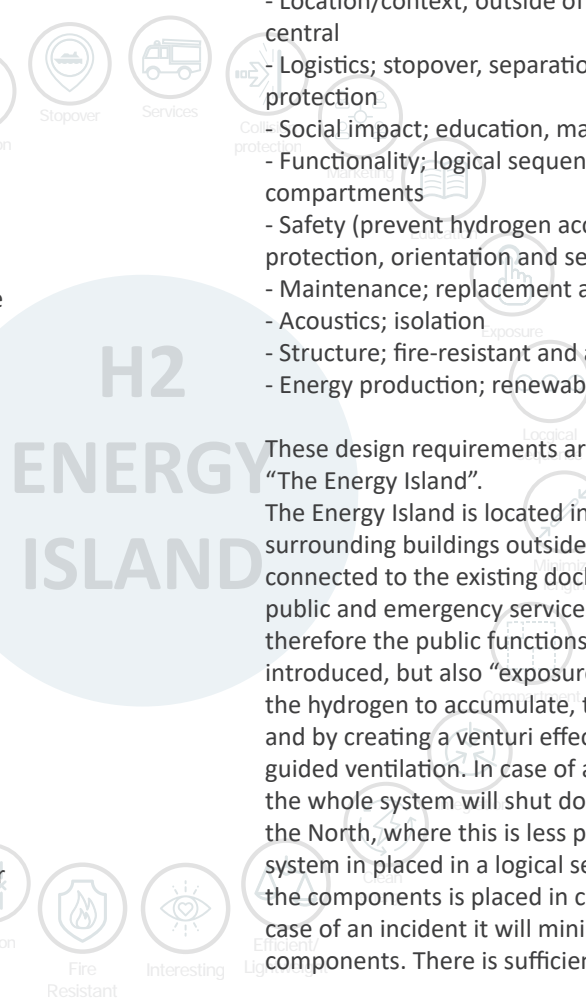 - Location/context; outside of
central
- Logistics; stopover, separatio
protection
- Social impact; education, ma
- Functionality; logical sequen
compartments
- Safety (prevent hydrogen acc
protection, orientation and se
- Maintenance; replacement a
- Acoustics; isolation
- Structure; fire-resistant and a
- Energy production; renewab
These design requirements ar
“The Energy Island”.
The Energy Island is located in
surrounding buildings outside
connected to the existing dock
public and emergency service
therefore the public functions
introduced, but also “exposure
the hydrogen to accumulate, t
and by creating a venturi effec
guided ventilation. In case of a
the whole system will shut do
the North, where this is less p
system in placed in a logical se
the components is placed in c
case of an incident it will mini
components. There is sufficien
H2
ENERGY
ISLAND
Stopover
Services
protection
Marketing
Education
Exposure
Compartment
Clean
Fire
Resistant
Interesting
Efficient/
Lightweight